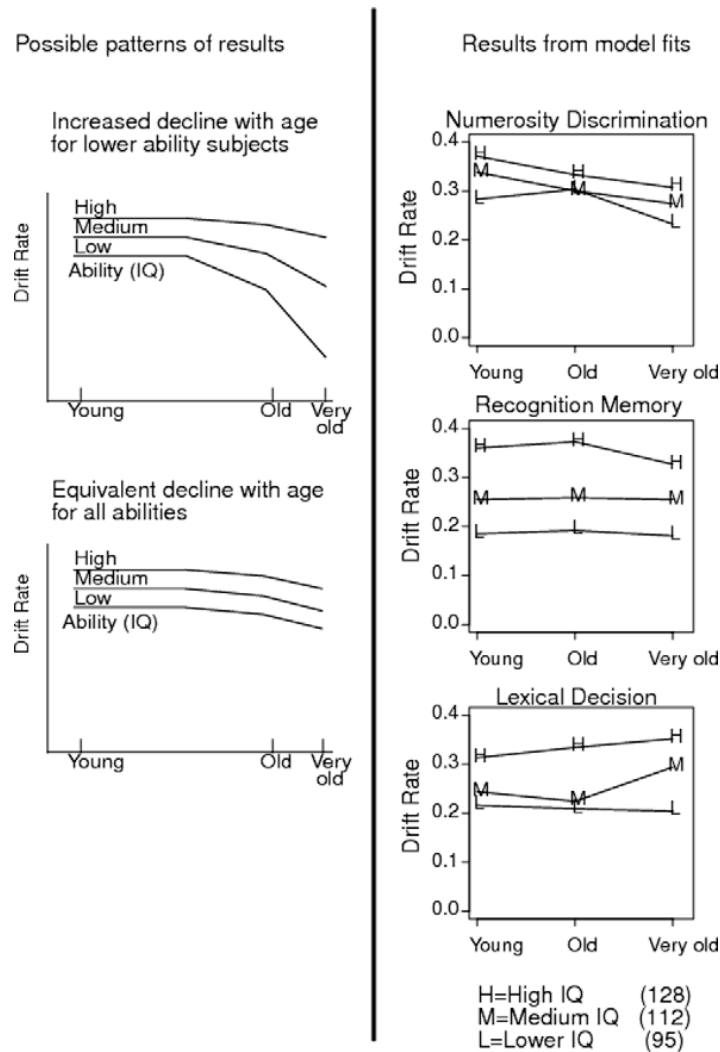 Possible patterns of results
Increased decline with age
for lower ability subjects
High
Medium
Low
Ability (IQ)
Drift Rate
Young
Old
Very
old
Equivalent decline with age
for all abilities
High
Medium
Low
Ability (IQ)
Drift Rate
Young
Old
Very
old
Results from model fits
Numerosity Discrimination
0.4
0.3
0.2
0.1
0.0
Drift Rate
H H H
M M M
L L
Young Old Very old
Recognition Memory
0.4
0.3
0.2
0.1
0.0
Drift Rate
H H H
M M M
L L L
Young Old Very old
Lexical Decision
0.4
0.3
0.2
0.1
0.0
Drift Rate
H H H
M M M
L L L
Young Old Very old
H=High IQ (128)
M=Medium IQ (112)
L=Lower IQ (95)